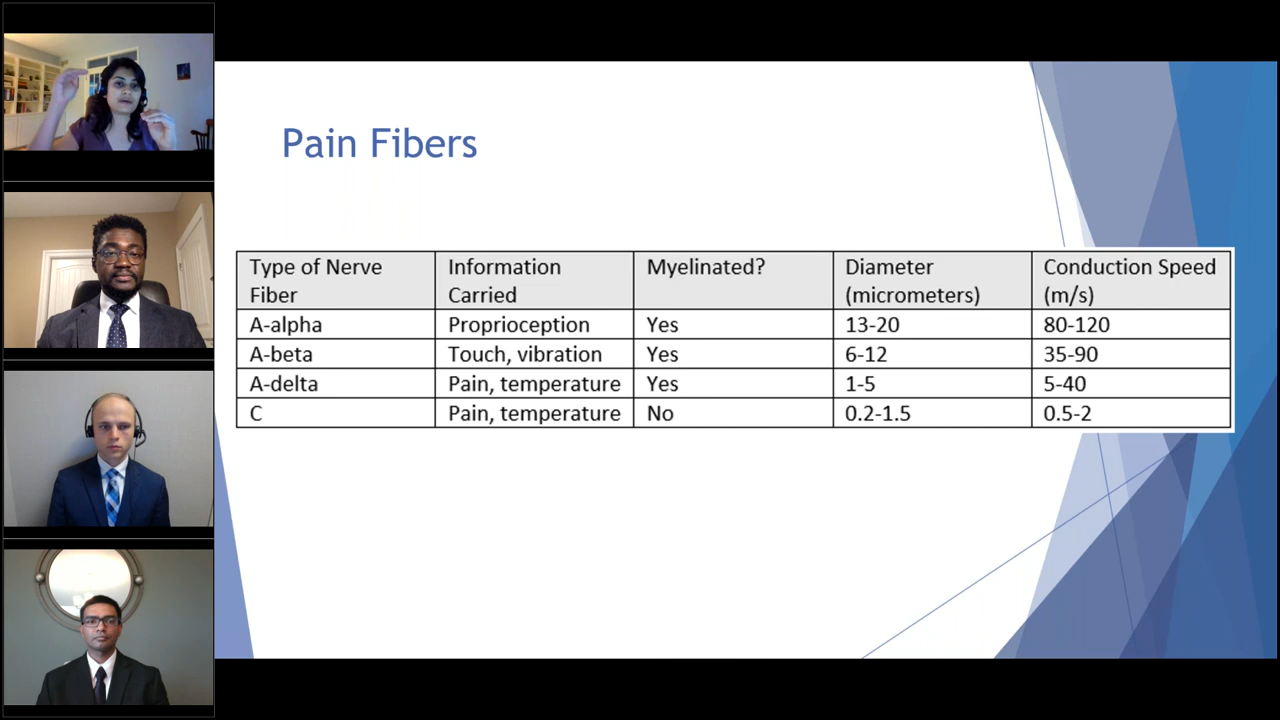 Pain Fibers
Type of Nerve Fiber Information Carried Myelinated? Diameter (micrometers) Conduction Speed (m/s)
A-alpha Proprioception Yes 13-20 80-120
A-beta Touch, vibration Yes 6-12 35-90
A-delta Pain, temperature Yes 1-5 5-40
C Pain, temperature No 0.2-1.5 0.5-2